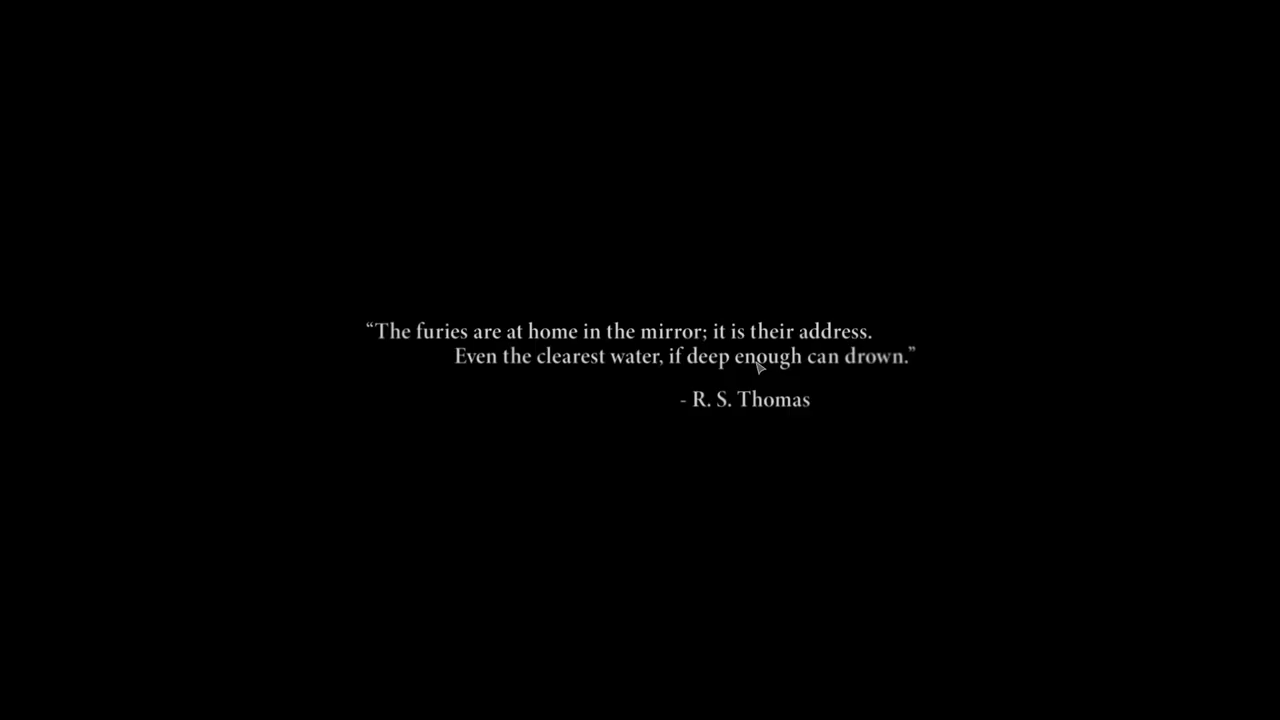 “The furies are at home in the mirror; it is their address.
Even the clearest water, if deep enough can drown.”
- R. S. Thomas